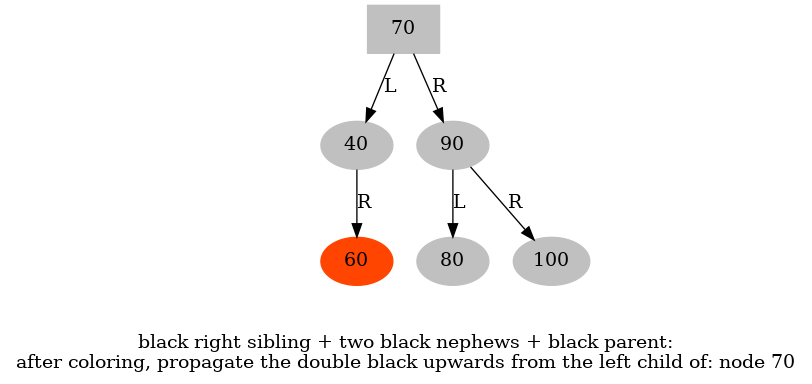 70
L
R
40
90
R
L
R
60
80
100
black right sibling + two black nephews + black parent:
after coloring, propagate the double black upwards from the left child of: node 70